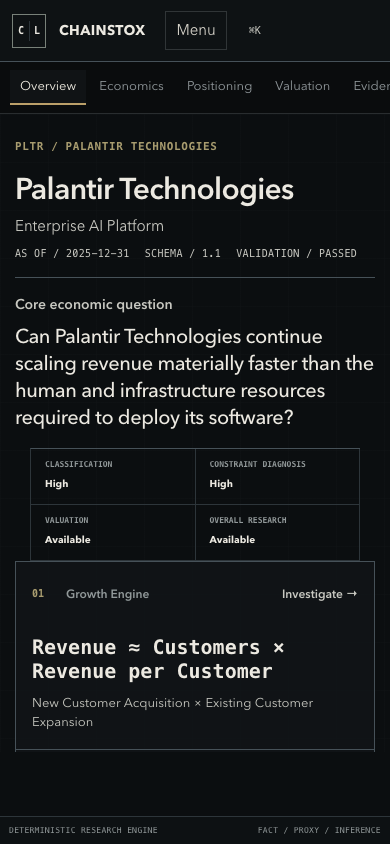 C L CHAINSTOX Menu ⌘K
Overview Economics Positioning Valuation Eviden
PLTR / PALANTIR TECHNOLOGIES
Palantir Technologies
Enterprise AI Platform
AS OF / 2025-12-31 SCHEMA / 1.1 VALIDATION / PASSED
Core economic question
Can Palantir Technologies continue
scaling revenue materially faster than the
human and infrastructure resources
required to deploy its software?
CLASSIFICATION
High
CONSTRAINT DIAGNOSIS
High
VALUATION
Available
OVERALL RESEARCH
Available
01 Growth Engine Investigate →
Revenue ≈ Customers ×
Revenue per Customer
New Customer Acquisition × Existing Customer
Expansion
DETERMINISTIC RESEARCH ENGINE FACT / PROXY / INFERENCE